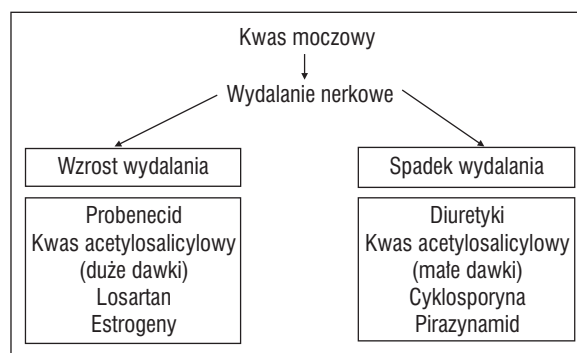 Kwas moczowy
Wydalanie nerkowe
Wzrost wydalania
Probenecid
Kwas acetylosalicylowy
(duże dawki)
Losartan
Estrogeny
Spadek wydalania
Diuretyki
Kwas acetylosalicylowy
(małe dawki)
Cyklosporyna
Pirazynamid